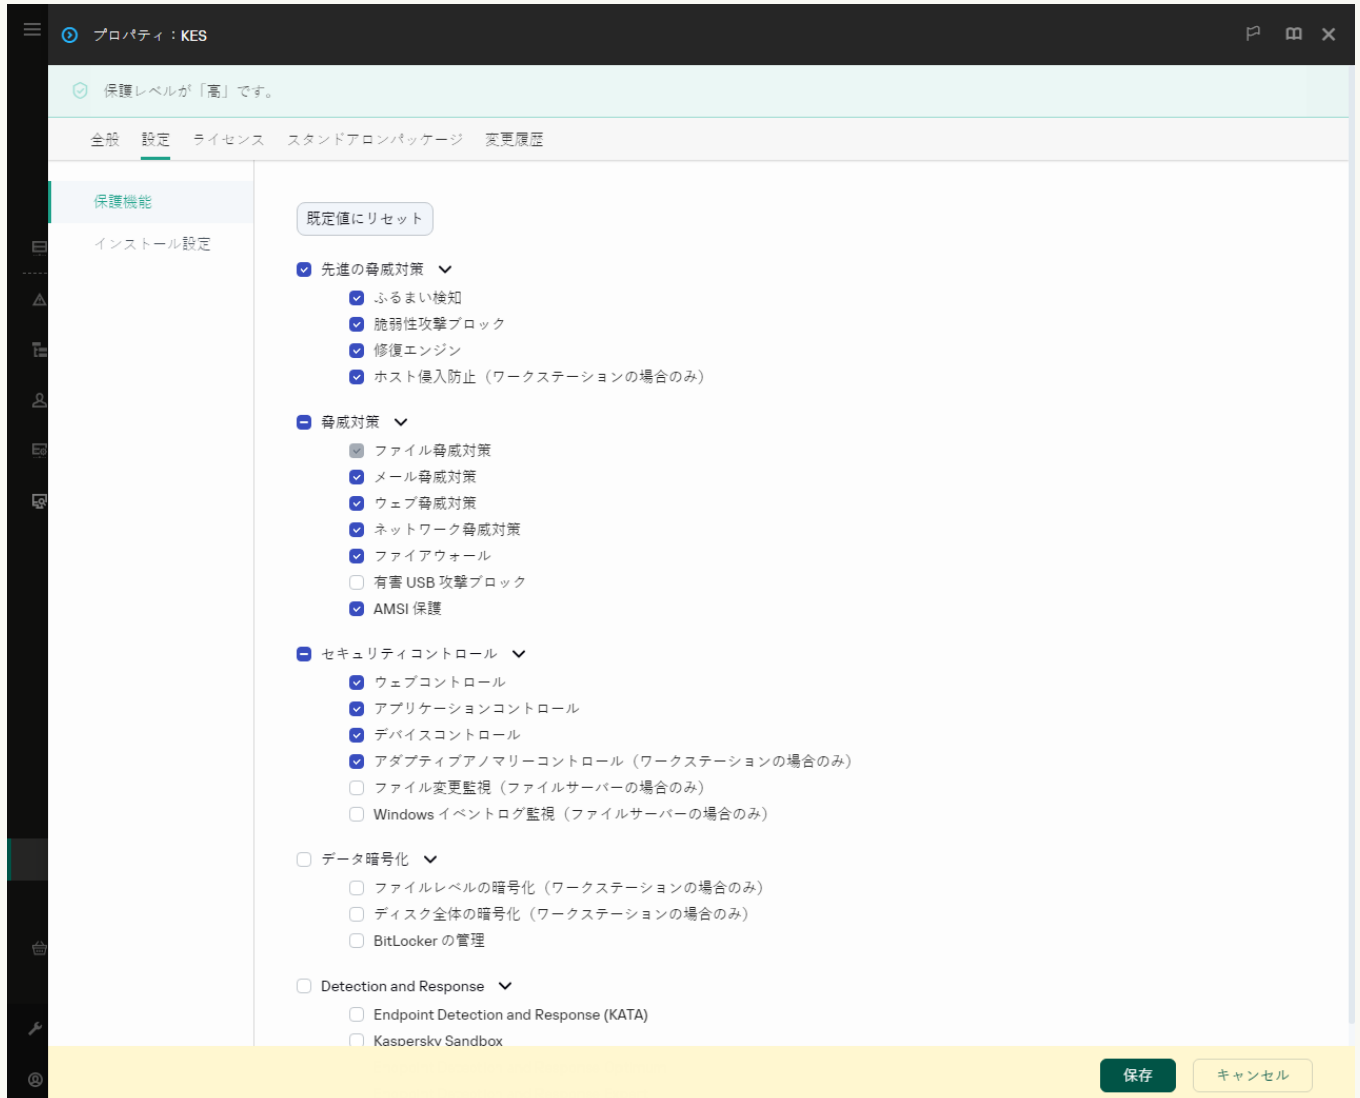 プロパティ：KES
保護レベルが「高」です。
全般 設定 ライセンス スタンドアロンパッケージ 変更履歴
保護機能
インストール設定
既定値にリセット
先進の脅威対策
ふるまい検知
脆弱性攻撃ブロック
修復エンジン
ホスト侵入防止（ワークステーションの場合のみ）
脅威対策
ファイル脅威対策
メール脅威対策
ウェブ脅威対策
ネットワーク脅威対策
ファイアウォール
有害 USB 攻撃ブロック
AMSI 保護
セキュリティコントロール
ウェブコントロール
アプリケーションコントロール
デバイスコントロール
アダプティブアノマリーコントロール（ワークステーションの場合のみ）
ファイル変更監視（ファイルサーバーの場合のみ）
Windows イベントログ監視（ファイルサーバーの場合のみ）
データ暗号化
ファイルレベルの暗号化（ワークステーションの場合のみ）
ディスク全体の暗号化（ワークステーションの場合のみ）
BitLocker の管理
Detection and Response
Endpoint Detection and Response (KATA)
Kaspersky Sandbox
保存 キャンセル